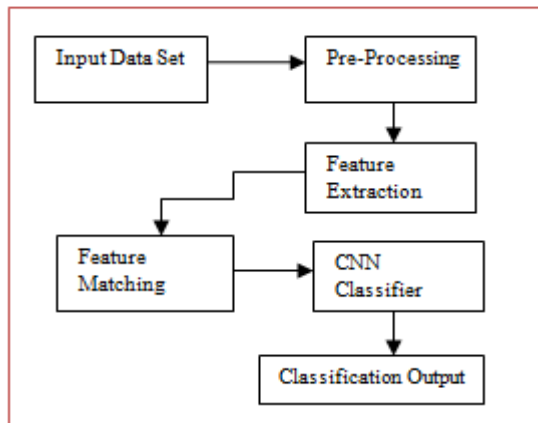 Input Data Set
Pre-Processing
Feature
Extraction
Feature
Matching
CNN
Classifier
Classification Output